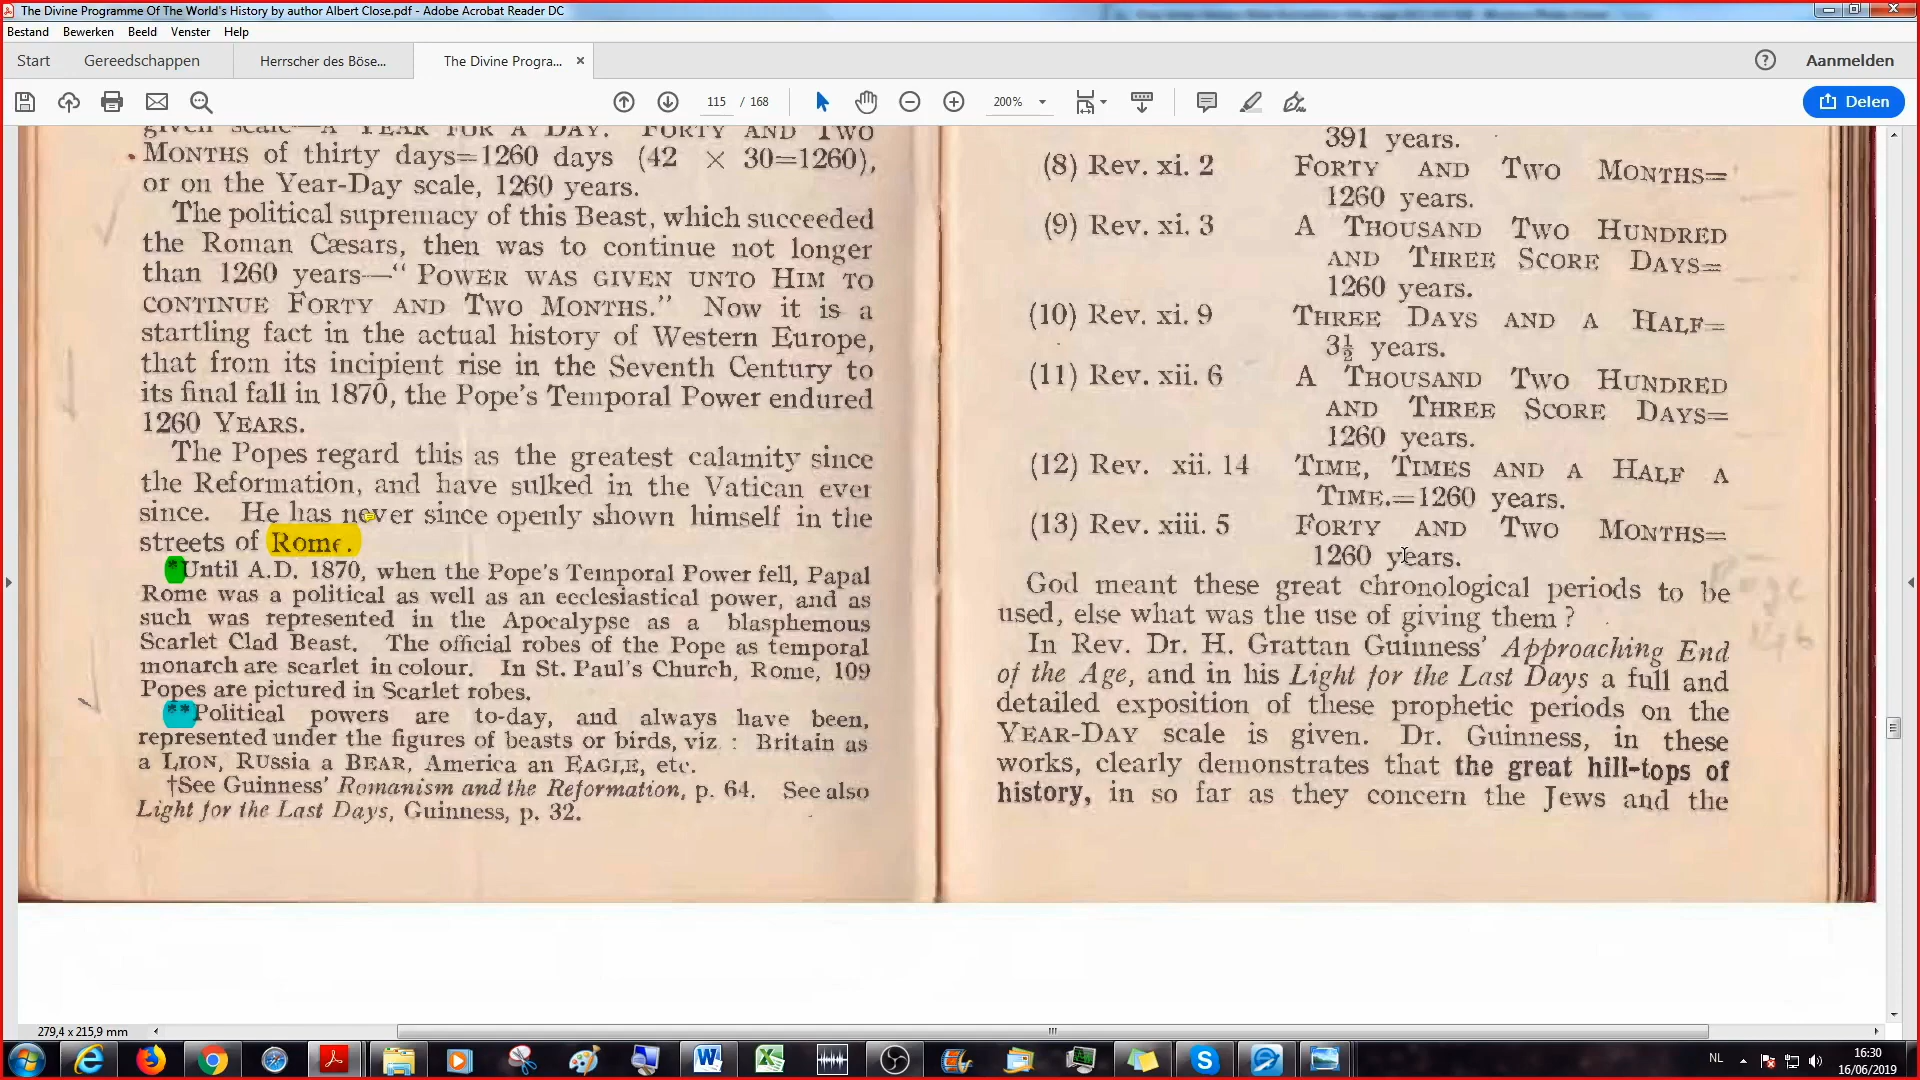 The Divine Programme Of The World's History by author Albert Close.pdf - Adobe Acrobat Reader DC
Bestand Bewerken Beeld Venster Help
Start Gereedschappen Herrscher des Böse... The Divine Progra... × Aanmelden
115 / 168 200% Delen
given scale—A YEAR FOR A DAY. FORTY AND TWO
MONTHS of thirty days=1260 days (42 × 30=1260),
or on the Year-Day scale, 1260 years.
The political supremacy of this Beast, which succeeded
the Roman Cæsars, then was to continue not longer
than 1260 years—" POWER WAS GIVEN UNTO HIM TO
CONTINUE FORTY AND TWO MONTHS." Now it is a
startling fact in the actual history of Western Europe,
that from its incipient rise in the Seventh Century to
its final fall in 1870, the Pope's Temporal Power endured
1260 YEARS.
The Popes regard this as the greatest calamity since
the Reformation, and have sulked in the Vatican ever
since. He has never since openly shown himself in the
streets of Rome.
*Until A.D. 1870, when the Pope's Temporal Power fell, Papal
Rome was a political as well as an ecclesiastical power, and as
such was represented in the Apocalypse as a blasphemous
Scarlet Clad Beast. The official robes of the Pope as temporal
monarch are scarlet in colour. In St. Paul's Church, Rome, 109
Popes are pictured in Scarlet robes.
**Political powers are to-day, and always have been,
represented under the figures of beasts or birds, viz : Britain as
a LION, RUSSIA a BEAR, America an EAGLE, etc.
†See Guinness' Romanism and the Reformation, p. 64. See also
Light for the Last Days, Guinness, p. 32.
391 years.
(8) Rev. xi. 2 FORTY AND TWO MONTHS=
1260 years.
(9) Rev. xi. 3 A THOUSAND TWO HUNDRED
AND THREE SCORE DAYS=
1260 years.
(10) Rev. xi. 9 THREE DAYS AND A HALF=
3½ years.
(11) Rev. xii. 6 A THOUSAND TWO HUNDRED
AND THREE SCORE DAYS=
1260 years.
(12) Rev. xii. 14 TIME, TIMES AND A HALF A
TIME.=1260 years.
(13) Rev. xiii. 5 FORTY AND TWO MONTHS=
1260 years.
God meant these great chronological periods to be
used, else what was the use of giving them ?
In Rev. Dr. H. Grattan Guinness' Approaching End
of the Age, and in his Light for the Last Days a full and
detailed exposition of these prophetic periods on the
YEAR-DAY scale is given. Dr. Guinness, in these
works, clearly demonstrates that the great hill-tops of
history, in so far as they concern the Jews and the
279,4 x 215,9 mm
NL 16:30
16/06/2019